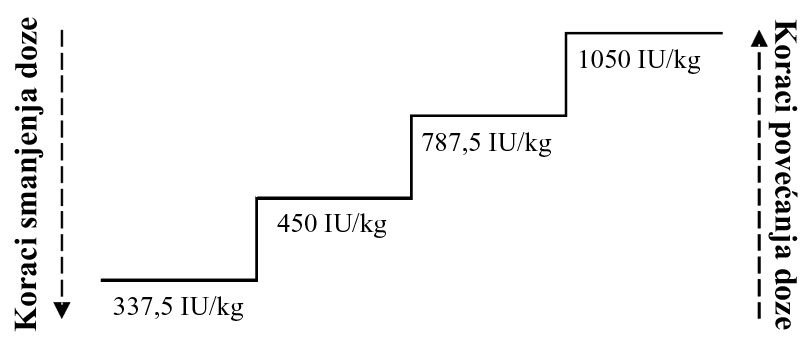 Koraci smanjenja doze
1050 IU/kg
787,5 IU/kg
450 IU/kg
337,5 IU/kg
Koraci povećanja doze